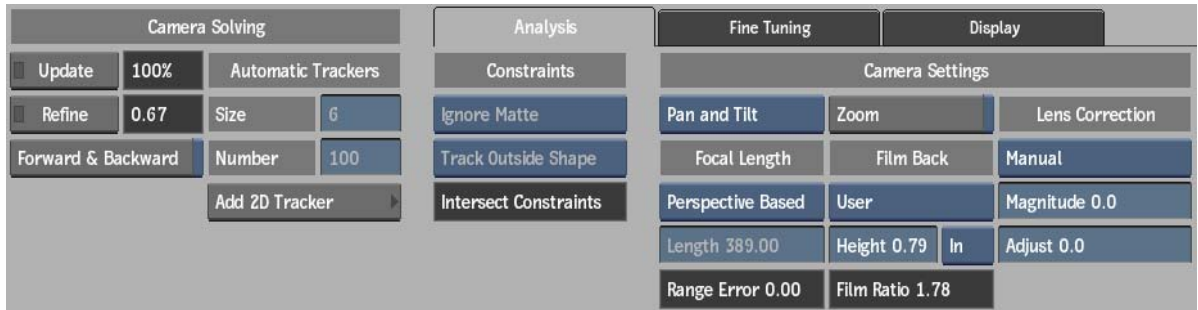 Camera Solving
Analysis
Fine Tuning
Display
Update
100%
Automatic Trackers
Constraints
Camera Settings
Refine
0.67
Size
6
Ignore Matte
Pan and Tilt
Zoom
Lens Correction
Forward & Backward
Number
100
Track Outside Shape
Focal Length
Film Back
Manual
Add 2D Tracker
Intersect Constraints
Perspective Based
User
Magnitude 0.0
Length 389.00
Height 0.79
In
Adjust 0.0
Range Error 0.00
Film Ratio 1.78